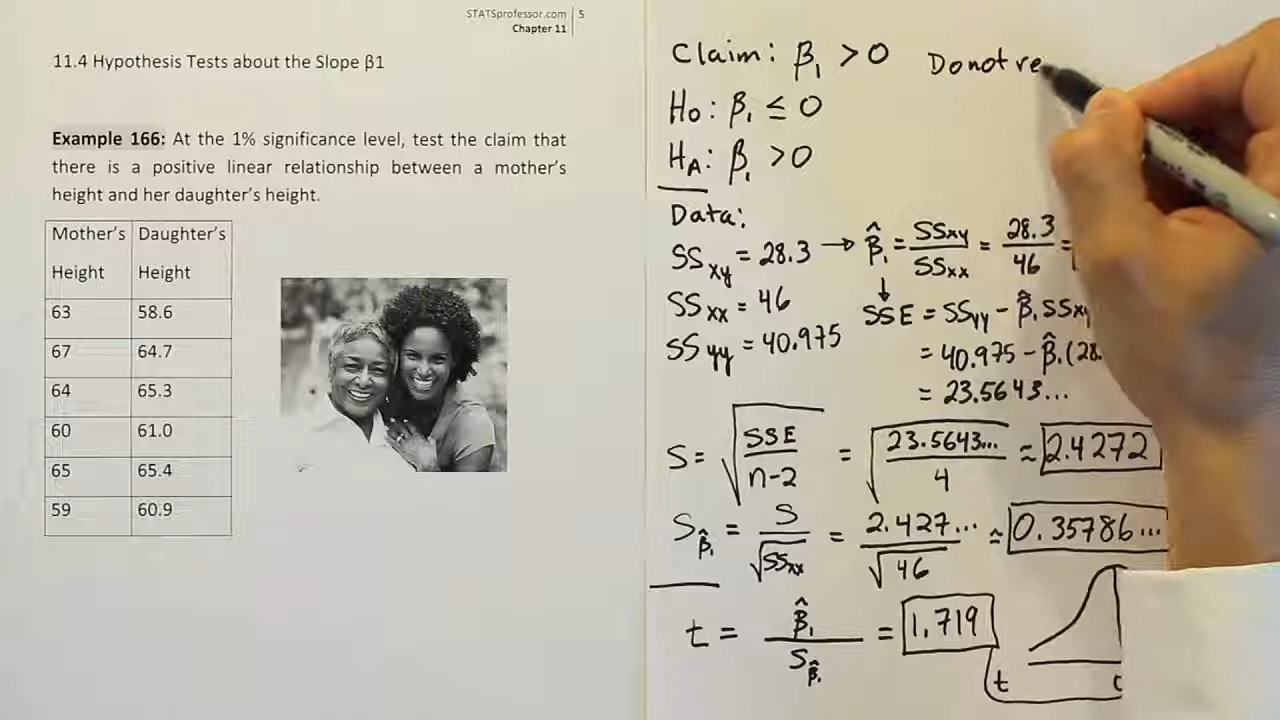 STATSprofessor.com | 5
Chapter 11
11.4 Hypothesis Tests about the Slope β1
Example 166: At the 1% significance level, test the claim that
there is a positive linear relationship between a mother's
height and her daughter's height.
Mother's Height Daughter's Height
63 58.6
67 64.7
64 65.3
60 61.0
65 65.4
59 60.9
Claim: β₁ > 0 Do not re
H₀: β₁ ≤ 0
H_A: β₁ > 0
Data:
SSxy = 28.3 → β̂₁ = SSxy / SSxx = 28.3 / 46 =
SSxx = 46
SSyy = 40.975
↓
SSE = SSyy - β̂₁ SSxy
= 40.975 - β̂₁(28.
= 23.5643...
S = √(SSE / n-2) = √(23.5643... / 4) ≈ 2.4272
S_β̂₁ = S / √SSxx = 2.427... / √46 ≈ 0.35786...
t = β̂₁ / S_β̂₁ = 1.719
t